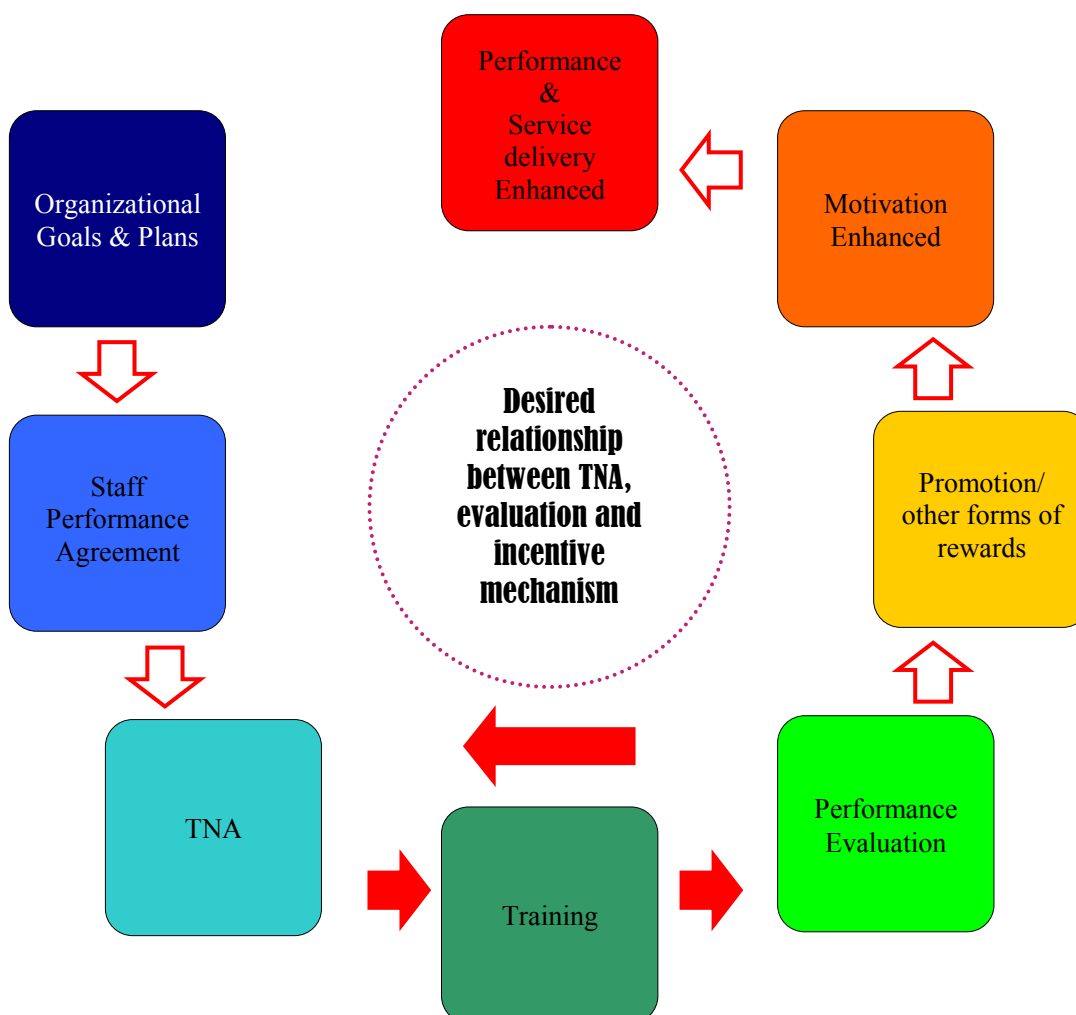 Organizational
Goals & Plans
Staff
Performance
Agreement
TNA
Training
Performance
Evaluation
Promotion/
other forms of
rewards
Motivation
Enhanced
Performance
&
Service
delivery
Enhanced
Desired
relationship
between TNA,
evaluation and
incentive
mechanism